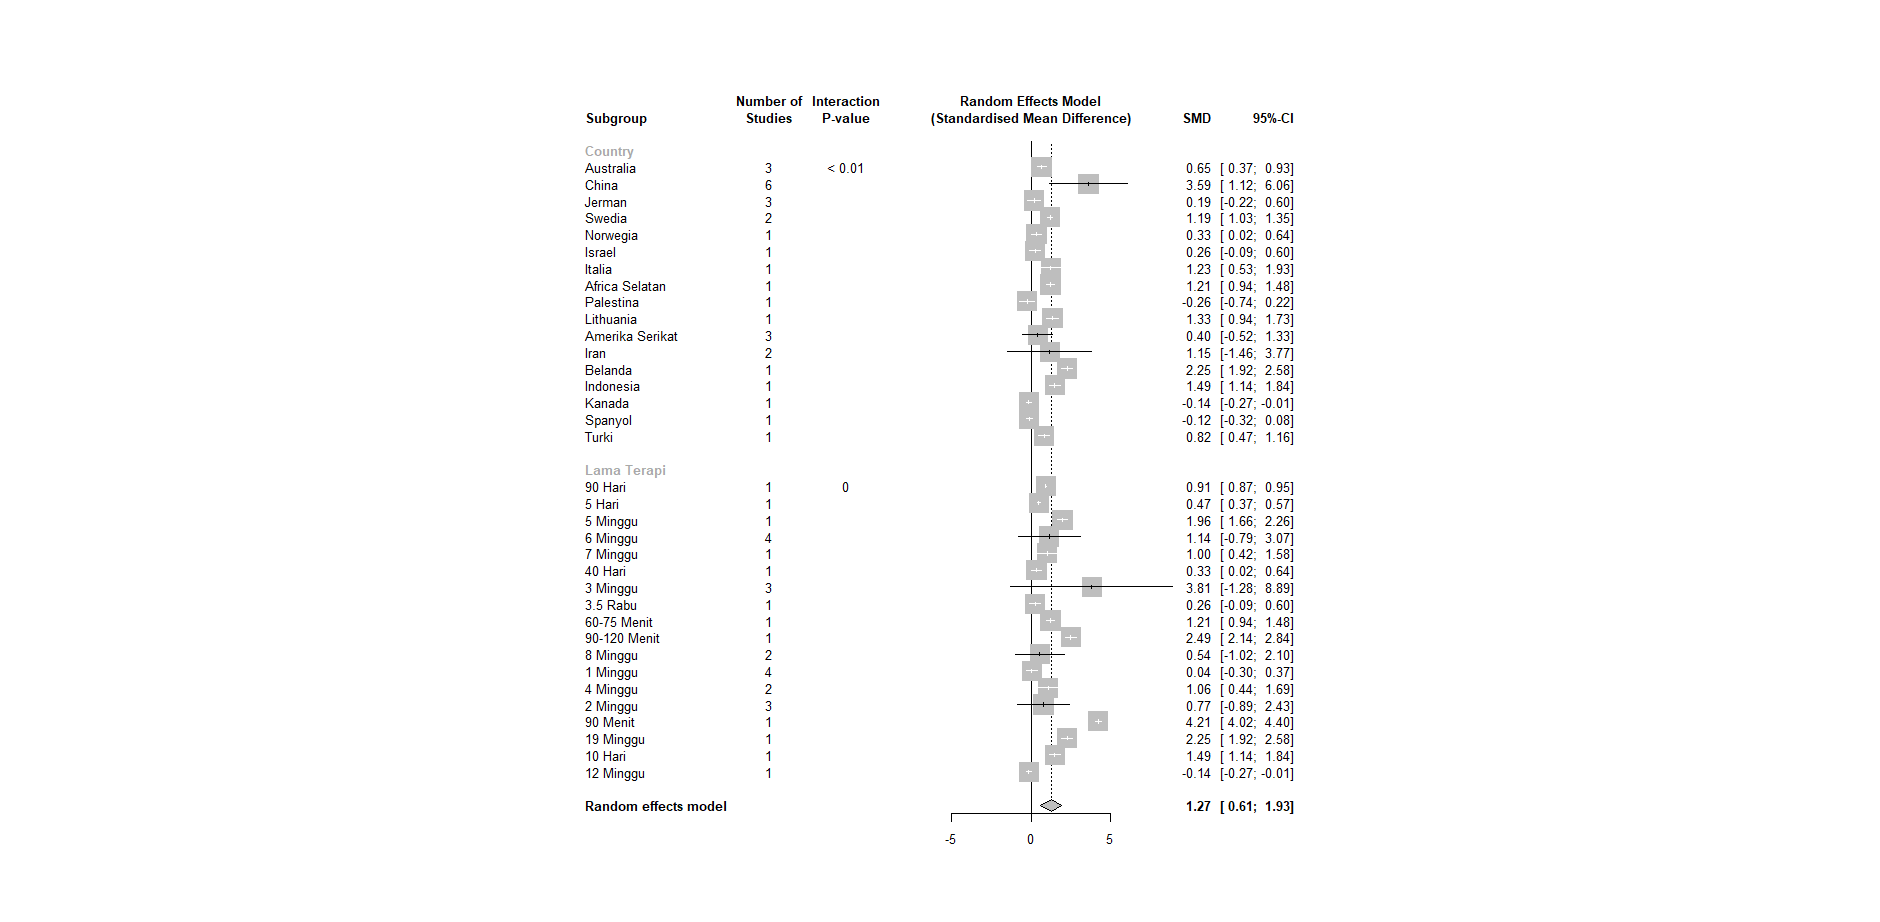 Number of Interaction Random Effects Model
Subgroup Studies P-value (Standardised Mean Difference) SMD 95%-CI
Country
Australia 3 < 0.01 0.65 [ 0.37; 0.93]
China 6 3.59 [ 1.12; 6.06]
Jerman 3 0.19 [-0.22; 0.60]
Swedia 2 1.19 [ 1.03; 1.35]
Norwegia 1 0.33 [ 0.02; 0.64]
Israel 1 0.26 [-0.09; 0.60]
Italia 1 1.23 [ 0.53; 1.93]
Africa Selatan 1 1.21 [ 0.94; 1.48]
Palestina 1 -0.26 [-0.74; 0.22]
Lithuania 1 1.33 [ 0.94; 1.73]
Amerika Serikat 3 0.40 [-0.52; 1.33]
Iran 2 1.15 [-1.46; 3.77]
Belanda 1 2.25 [ 1.92; 2.58]
Indonesia 1 1.49 [ 1.14; 1.84]
Kanada 1 -0.14 [-0.27; -0.01]
Spanyol 1 -0.12 [-0.32; 0.08]
Turki 1 0.82 [ 0.47; 1.16]
Lama Terapi
90 Hari 1 0 0.91 [ 0.87; 0.95]
5 Hari 1 0.47 [ 0.37; 0.57]
5 Minggu 1 1.96 [ 1.66; 2.26]
6 Minggu 4 1.14 [-0.79; 3.07]
7 Minggu 1 1.00 [ 0.42; 1.58]
40 Hari 1 0.33 [ 0.02; 0.64]
3 Minggu 3 3.81 [-1.28; 8.89]
3.5 Rabu 1 0.26 [-0.09; 0.60]
60-75 Menit 1 1.21 [ 0.94; 1.48]
90-120 Menit 1 2.49 [ 2.14; 2.84]
8 Minggu 2 0.54 [-1.02; 2.10]
1 Minggu 4 0.04 [-0.30; 0.37]
4 Minggu 2 1.06 [ 0.44; 1.69]
2 Minggu 3 0.77 [-0.89; 2.43]
90 Menit 1 4.21 [ 4.02; 4.40]
19 Minggu 1 2.25 [ 1.92; 2.58]
10 Hari 1 1.49 [ 1.14; 1.84]
12 Minggu 1 -0.14 [-0.27; -0.01]
Random effects model 1.27 [ 0.61; 1.93]
-5 0 5